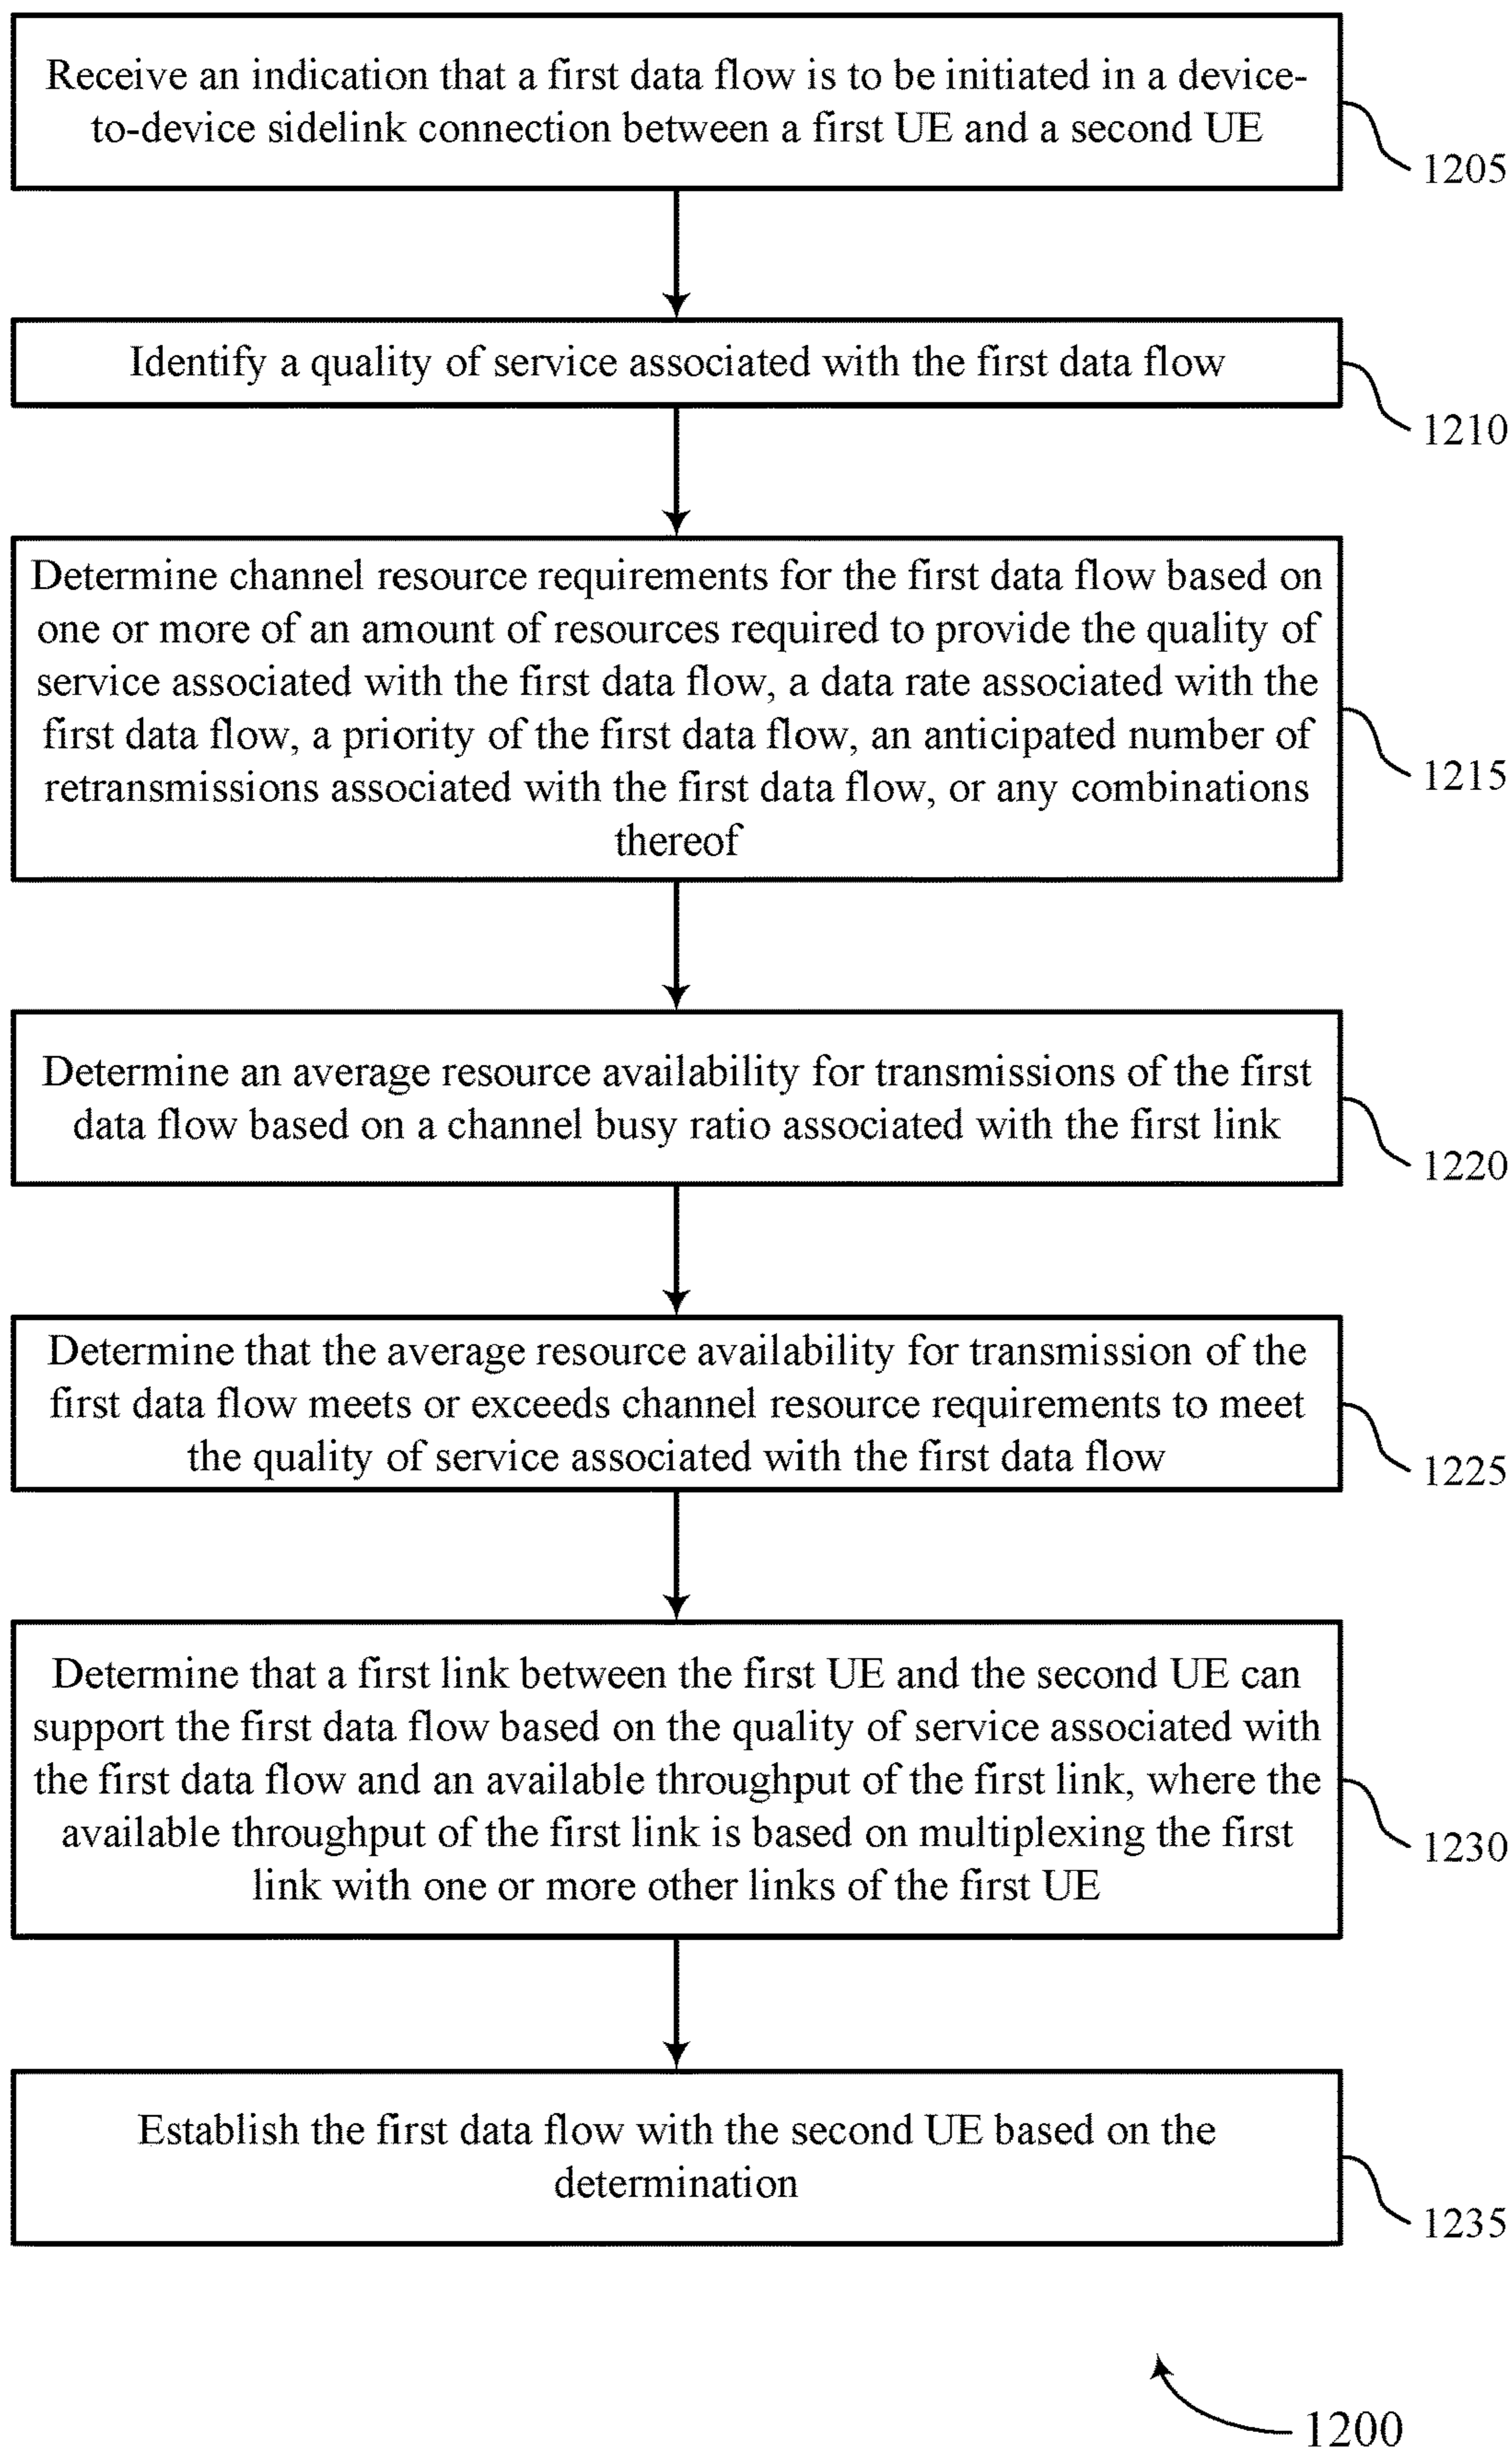 Receive an indication that a first data flow is to be initiated in a device-
to-device sidelink connection between a first UE and a second UE
1205
Identify a quality of service associated with the first data flow
1210
Determine channel resource requirements for the first data flow based on
one or more of an amount of resources required to provide the quality of
service associated with the first data flow, a data rate associated with the
first data flow, a priority of the first data flow, an anticipated number of
retransmissions associated with the first data flow, or any combinations
thereof
1215
Determine an average resource availability for transmissions of the first
data flow based on a channel busy ratio associated with the first link
1220
Determine that the average resource availability for transmission of the
first data flow meets or exceeds channel resource requirements to meet
the quality of service associated with the first data flow
1225
Determine that a first link between the first UE and the second UE can
support the first data flow based on the quality of service associated with
the first data flow and an available throughput of the first link, where the
available throughput of the first link is based on multiplexing the first
link with one or more other links of the first UE
1230
Establish the first data flow with the second UE based on the
determination
1235
1200